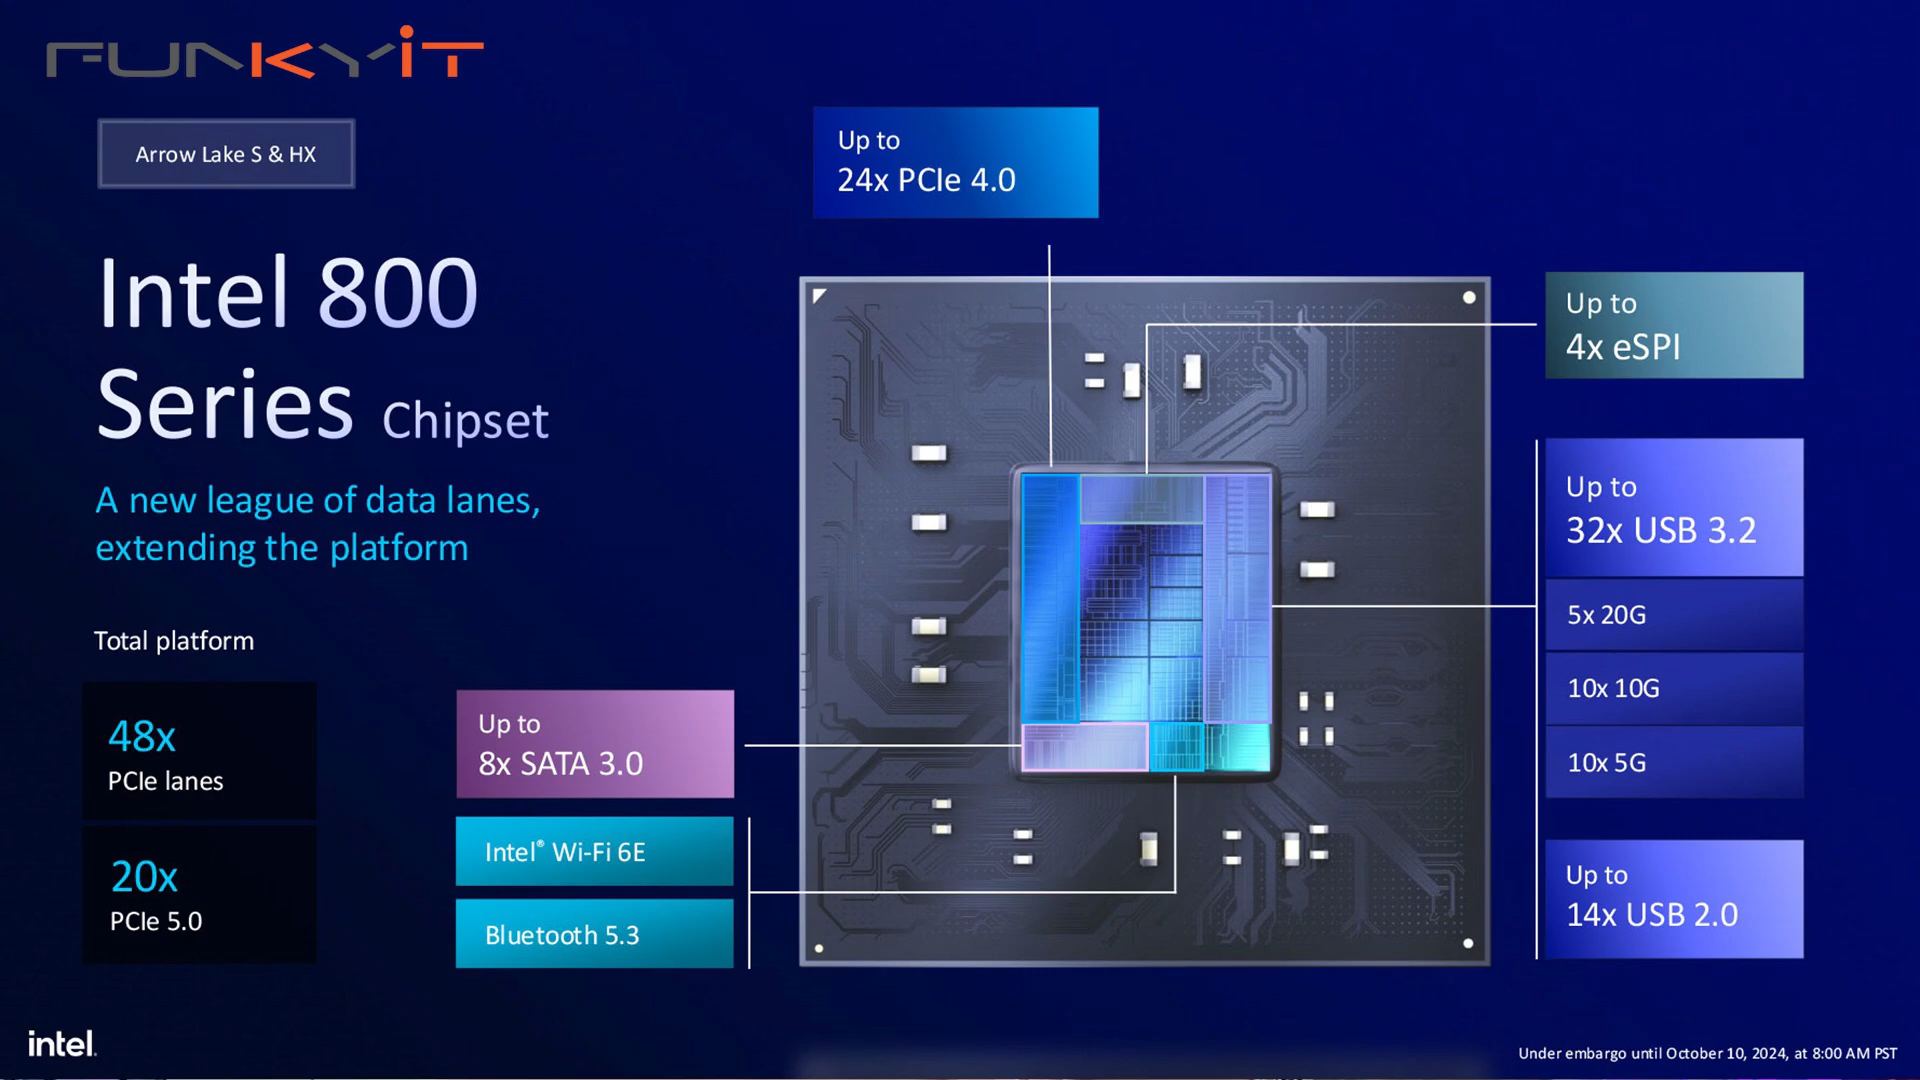 FUNKYiT
Arrow Lake S & HX
Intel 800
Series Chipset
A new league of data lanes,
extending the platform
Total platform
48x
PCIe lanes
20x
PCIe 5.0
Up to
24x PCIe 4.0
Up to
4x eSPI
Up to
32x USB 3.2
5x 20G
10x 10G
10x 5G
Up to
14x USB 2.0
Up to
8x SATA 3.0
Intel® Wi-Fi 6E
Bluetooth 5.3
intel.
Under embargo until October 10, 2024, at 8:00 AM PST